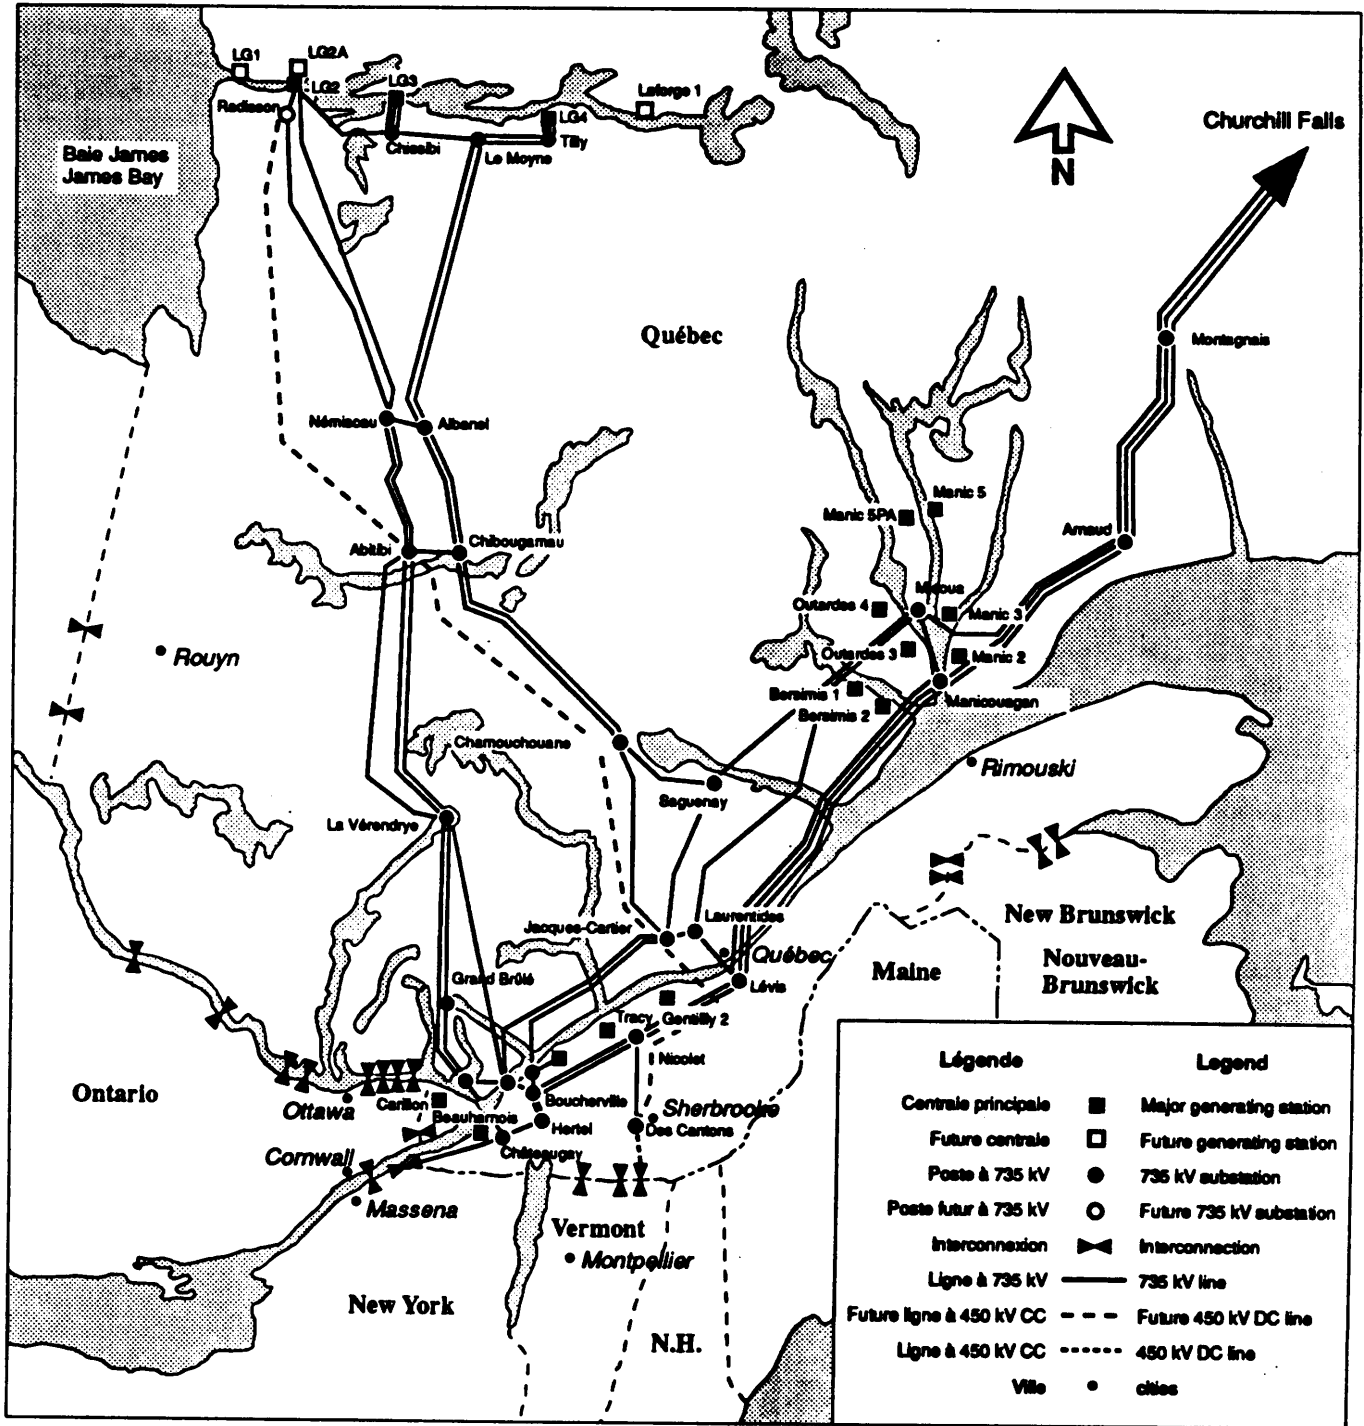 LG1
LG2A
LG2
LG3
Radisson
Chissibi
LG4
Tilly
Le Moyne
Laforge 1
Baie James
James Bay
N
Churchill Falls
Québec
Montagnais
Némiscau
Albanel
Manic 5
Manic 5PA
Arnaud
Abitibi
Chibougamau
Micoua
Outardes 4
Manic 3
Outardes 3
Manic 2
Rouyn
Bersimis 1
Manicouagan
Bersimis 2
Chamouchouane
Rimouski
Saguenay
La Vérendrye
Laurentides
Jacques-Cartier
Québec
New Brunswick
Nouveau-
Brunswick
Maine
Grand Brûlé
Lévis
Tracy
Gentilly 2
Nicolet
Ontario
Ottawa
Carillon
Boucherville
Sherbrooke
Beauharnois
Hertel
Des Cantons
Cornwall
Châteaugay
Massena
Vermont
Montpellier
New York
N.H.
Légende Legend
Centrale principale Major generating station
Future centrale Future generating station
Poste à 735 kV 735 kV substation
Poste futur à 735 kV Future 735 kV substation
Interconnexion Interconnection
Ligne à 735 kV 735 kV line
Future ligne à 450 kV CC Future 450 kV DC line
Ligne à 450 kV CC 450 kV DC line
Ville cities